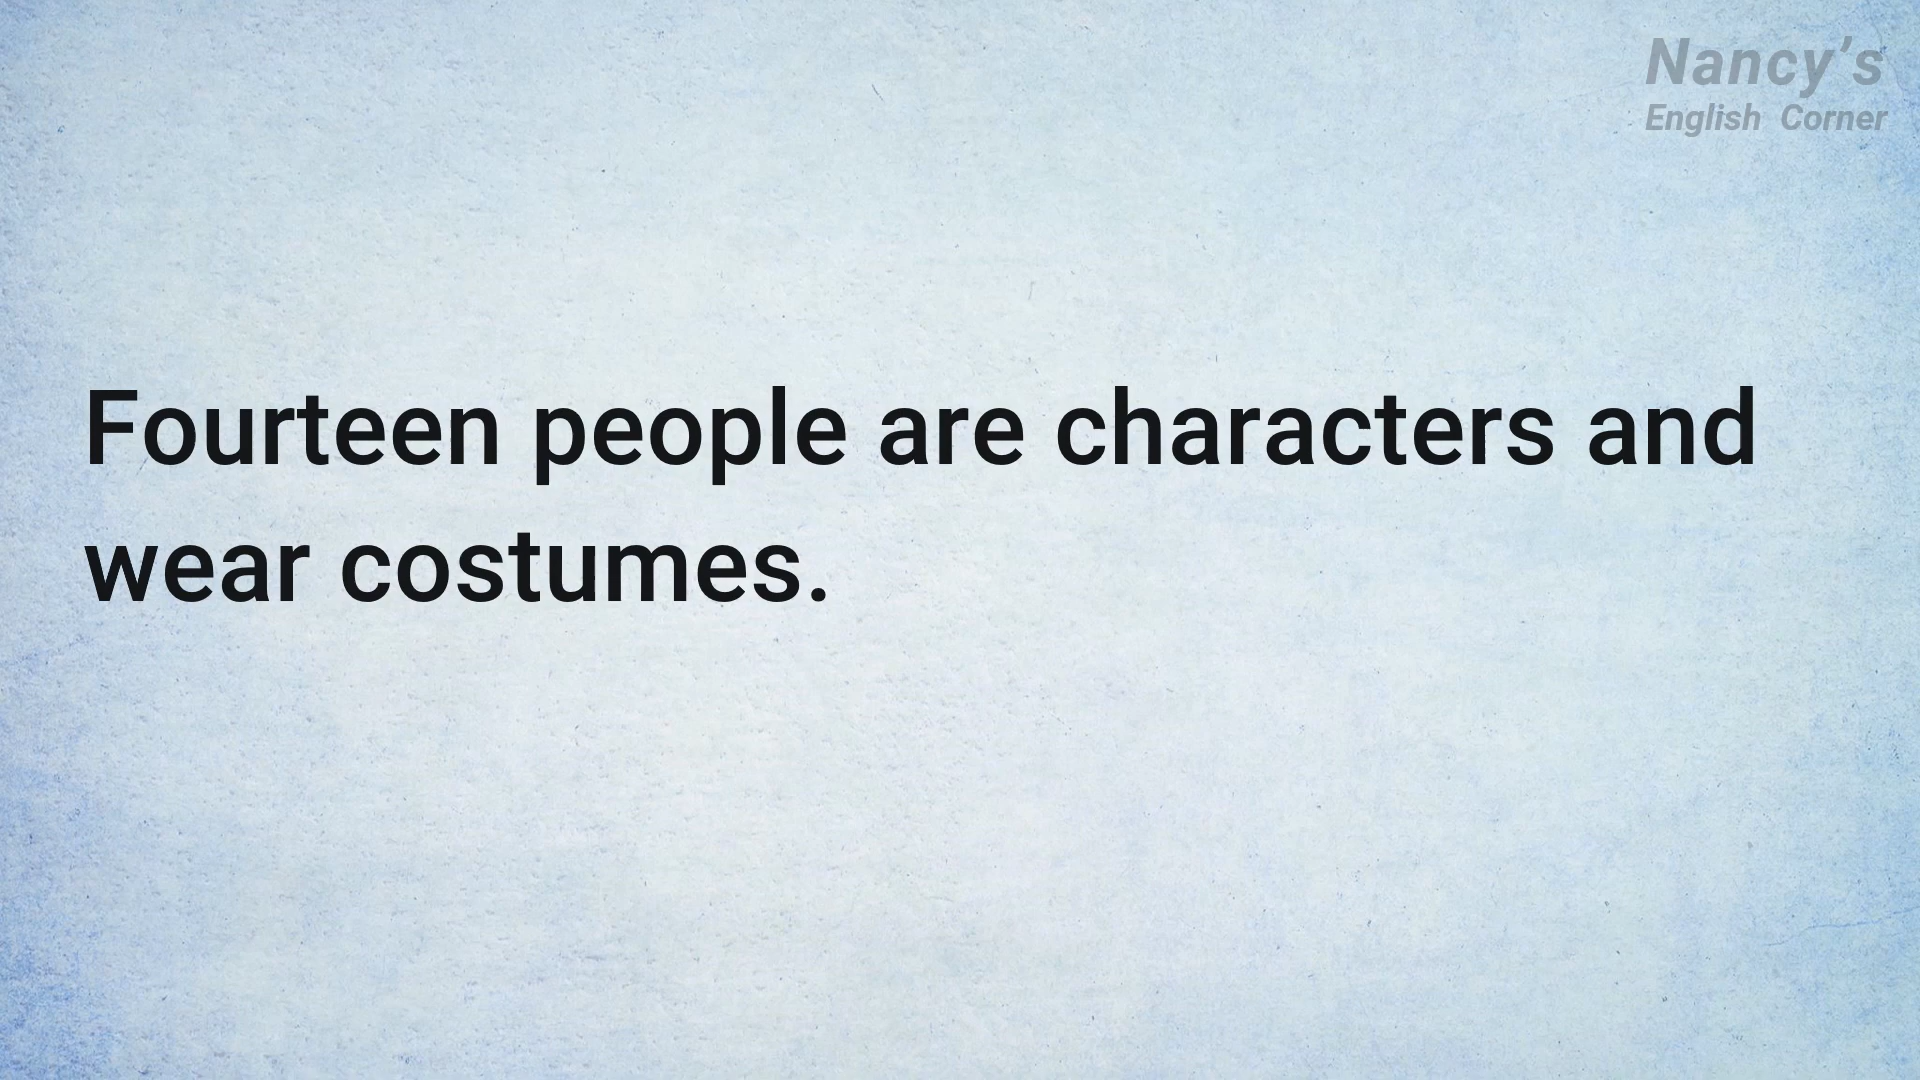 Nancy's
English Corner
Fourteen people are characters and
wear costumes.